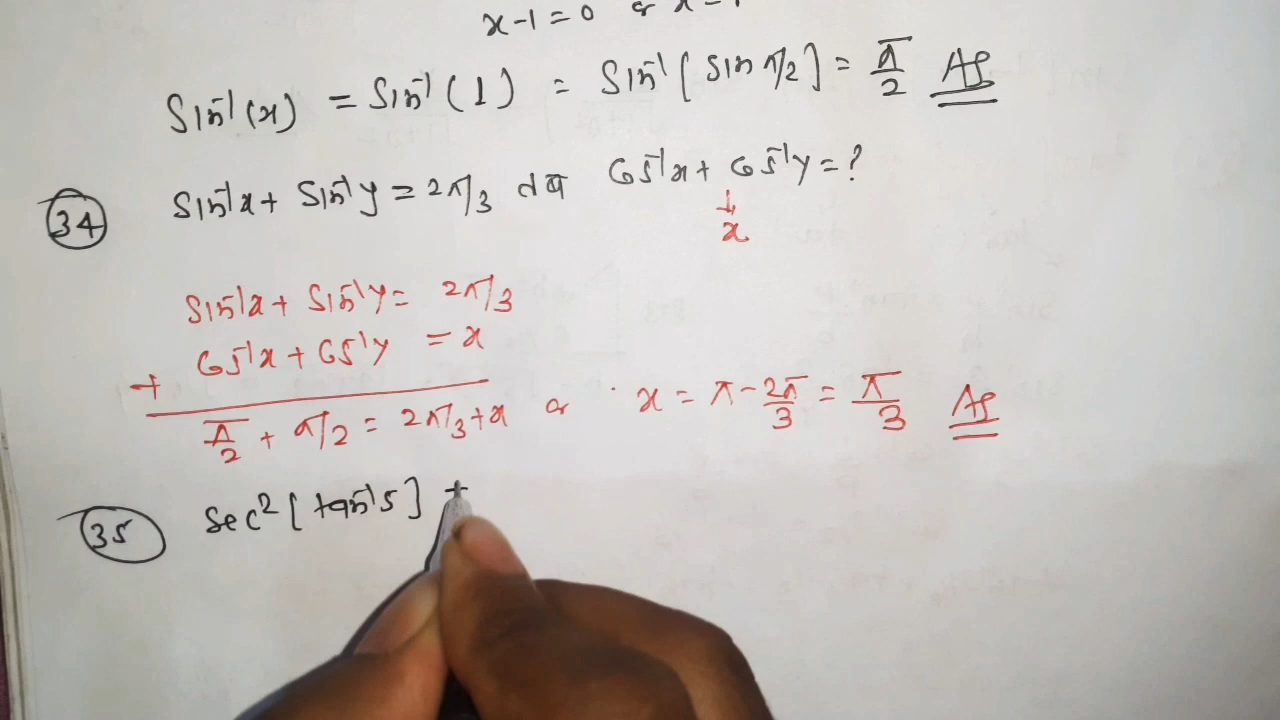 x-1=0 or x=1
Sin⁻¹(x) = Sin⁻¹(1) = Sin⁻¹[Sin π/2] = π/2 As
(34) Sin⁻¹x + Sin⁻¹y = 2π/3 तब Cos⁻¹x + Cos⁻¹y = ?
↓
x
Sin⁻¹x + Sin⁻¹y = 2π/3
+ Cos⁻¹x + Cos⁻¹y = x
π/2 + π/2 = 2π/3 + x or x = π - 2π/3 = π/3 As
(35) Sec²[tan⁻¹5] +